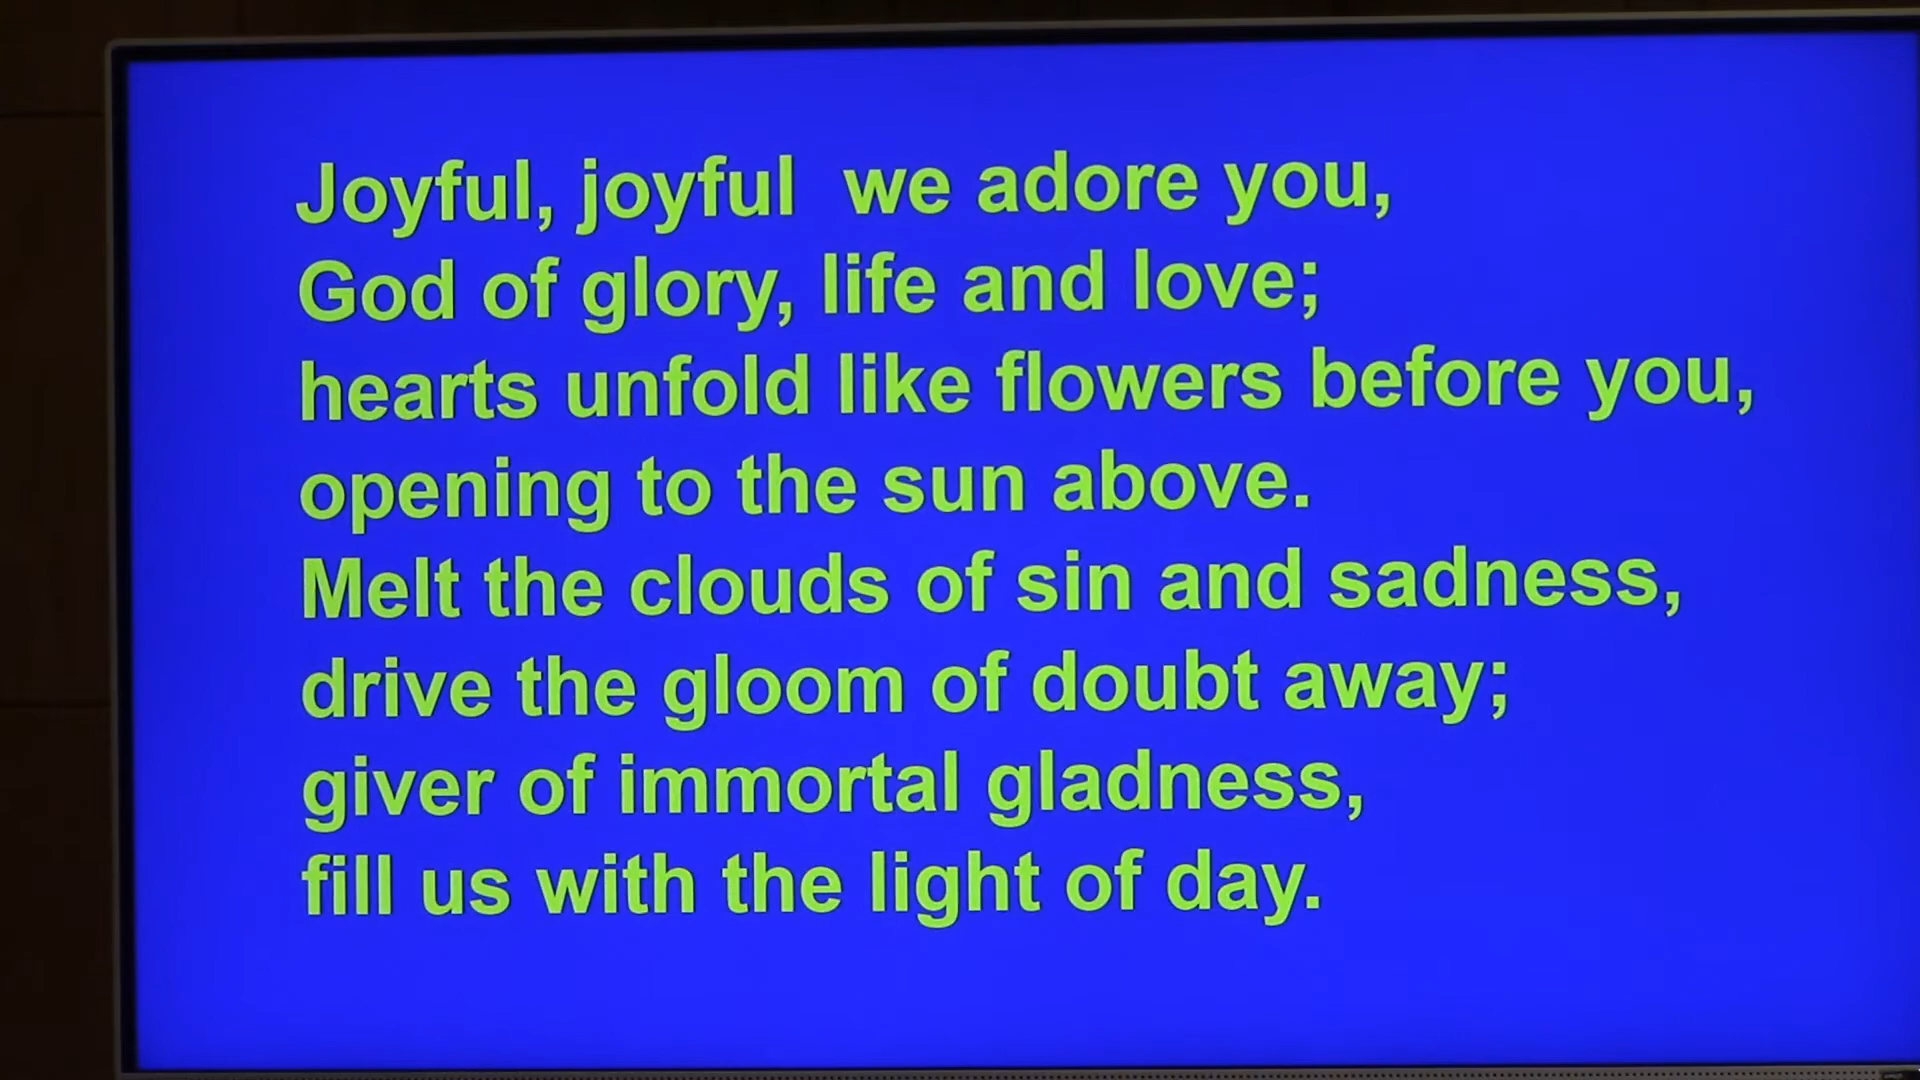 Joyful, joyful  we adore you,
God of glory, life and love;
hearts unfold like flowers before you,
opening to the sun above.
Melt the clouds of sin and sadness,
drive the gloom of doubt away;
giver of immortal gladness,
fill us with the light of day.